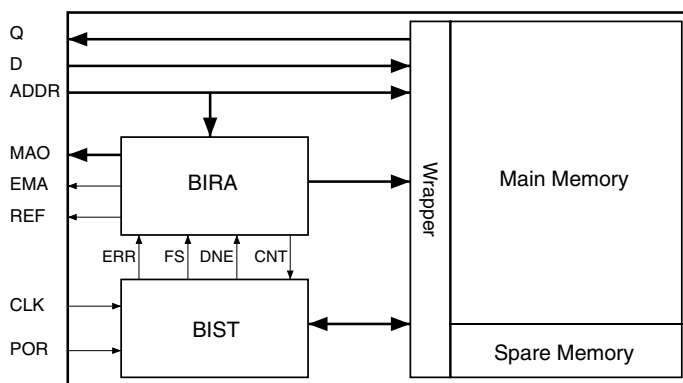 Q
D
ADDR
MAO
EMA
REF
BIRA
Wrapper
Main Memory
ERR FS DNE CNT
CLK
POR
BIST
Spare Memory